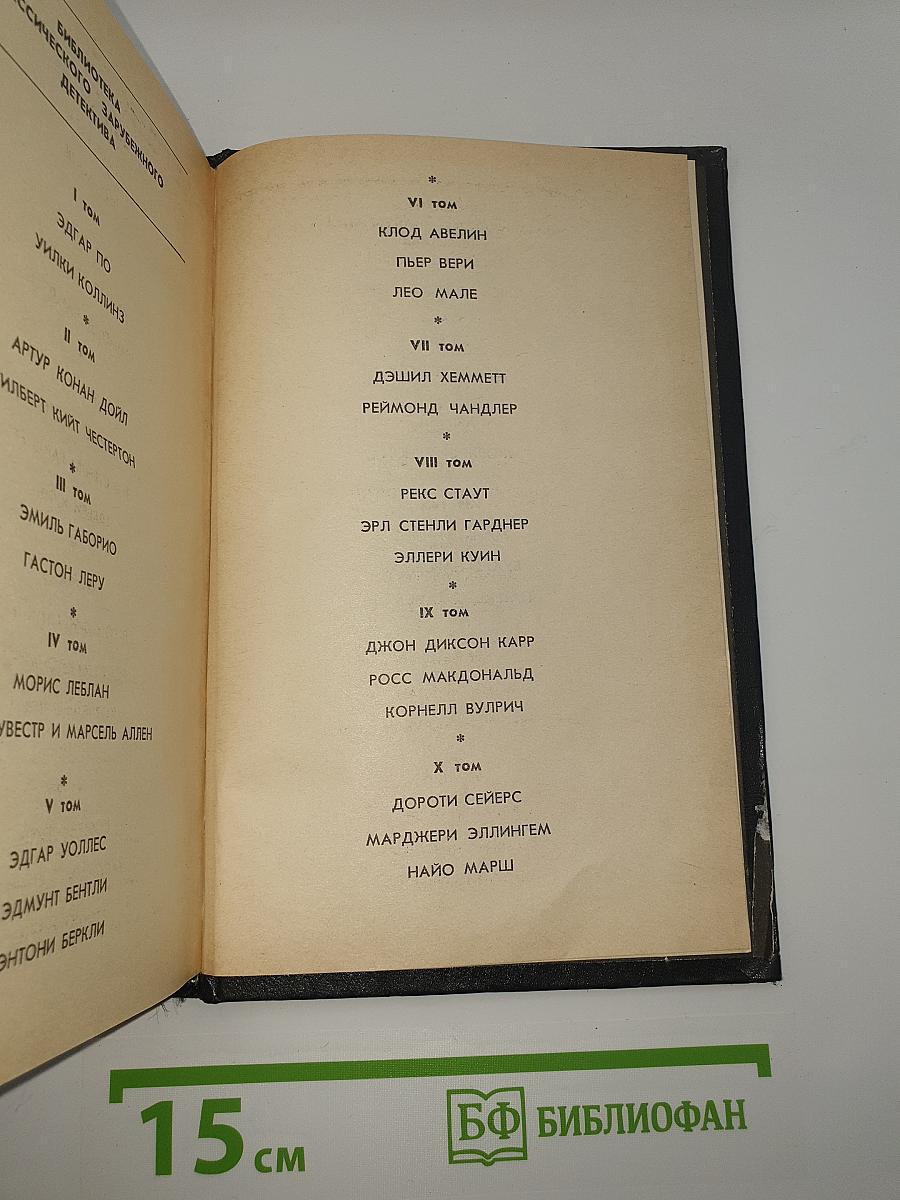 БИБЛИОТЕКА
ЗАРУБЕЖНОГО
ДЕТЕКТИВА
I том
ЭДГАР ПО
УИЛКИ КОЛЛИНЗ
*
II том
АРТУР КОНАН ДОЙЛ
КИЙТ ЧЕСТЕРТОН
*
III том
ЭМИЛЬ ГАБОРИО
ГАСТОН ЛЕРУ
*
IV том
МОРИС ЛЕБЛАН
И МАРСЕЛЬ АЛЛЕН
*
V том
ЭДГАР УОЛЛЕС
ЭДМУНТ БЕНТЛИ
ЭНТОНИ БЕРКЛИ
*
VI том
КЛОД АВЕЛИН
ПЬЕР ВЕРИ
ЛЕО МАЛЕ
*
VII том
ДЭШИЛ ХЕММЕТТ
РЕЙМОНД ЧАНДЛЕР
*
VIII том
РЕКС СТАУТ
ЭРЛ СТЕНЛИ ГАРДНЕР
ЭЛЛЕРИ КУИН
*
IX том
ДЖОН ДИКСОН КАРР
РОСС МАКДОНАЛЬД
КОРНЕЛЛ ВУЛРИЧ
*
X том
ДОРОТИ СЕЙЕРС
МАРДЖЕРИ ЭЛЛИНГЕМ
НАЙО МАРШ
15 см
БФ БИБЛИОФАН